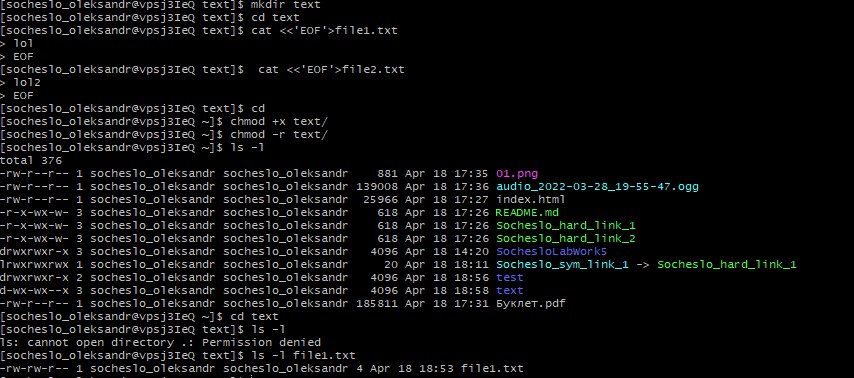 [socheslo_oleksandr@vpsj3IeQ text]$ mkdir text
[socheslo_oleksandr@vpsj3IeQ text]$ cd text
[socheslo_oleksandr@vpsj3IeQ text]$ cat <<'EOF'>file1.txt
> lol
> EOF
[socheslo_oleksandr@vpsj3IeQ text]$  cat <<'EOF'>file2.txt
> lol2
> EOF
[socheslo_oleksandr@vpsj3IeQ text]$ cd
[socheslo_oleksandr@vpsj3IeQ ~]$ chmod +x text/
[socheslo_oleksandr@vpsj3IeQ ~]$ chmod -r text/
[socheslo_oleksandr@vpsj3IeQ ~]$ ls -l
total 376
-rw-r--r-- 1 socheslo_oleksandr socheslo_oleksandr    881 Apr 18 17:35 01.png
-rw-r--r-- 1 socheslo_oleksandr socheslo_oleksandr 139008 Apr 18 17:36 audio_2022-03-28_19-55-47.ogg
-rw-r--r-- 1 socheslo_oleksandr socheslo_oleksandr  25966 Apr 18 17:27 index.html
-r-x-wx-w- 3 socheslo_oleksandr socheslo_oleksandr    618 Apr 18 17:26 README.md
-r-x-wx-w- 3 socheslo_oleksandr socheslo_oleksandr    618 Apr 18 17:26 Socheslo_hard_link_1
-r-x-wx-w- 3 socheslo_oleksandr socheslo_oleksandr    618 Apr 18 17:26 Socheslo_hard_link_2
drwxrwxr-x 3 socheslo_oleksandr socheslo_oleksandr   4096 Apr 18 14:20 SochesloLabWork5
lrwxrwxrwx 1 socheslo_oleksandr socheslo_oleksandr     20 Apr 18 18:11 Socheslo_sym_link_1 -> Socheslo_hard_link_1
drwxrwxr-x 2 socheslo_oleksandr socheslo_oleksandr   4096 Apr 18 18:56 test
d-wx-wx--x 3 socheslo_oleksandr socheslo_oleksandr   4096 Apr 18 18:58 text
-rw-r--r-- 1 socheslo_oleksandr socheslo_oleksandr 185811 Apr 18 17:31 Буклет.pdf
[socheslo_oleksandr@vpsj3IeQ ~]$ cd text
[socheslo_oleksandr@vpsj3IeQ text]$ ls -l
ls: cannot open directory .: Permission denied
[socheslo_oleksandr@vpsj3IeQ text]$ ls -l file1.txt
-rw-rw-r-- 1 socheslo_oleksandr socheslo_oleksandr 4 Apr 18 18:53 file1.txt